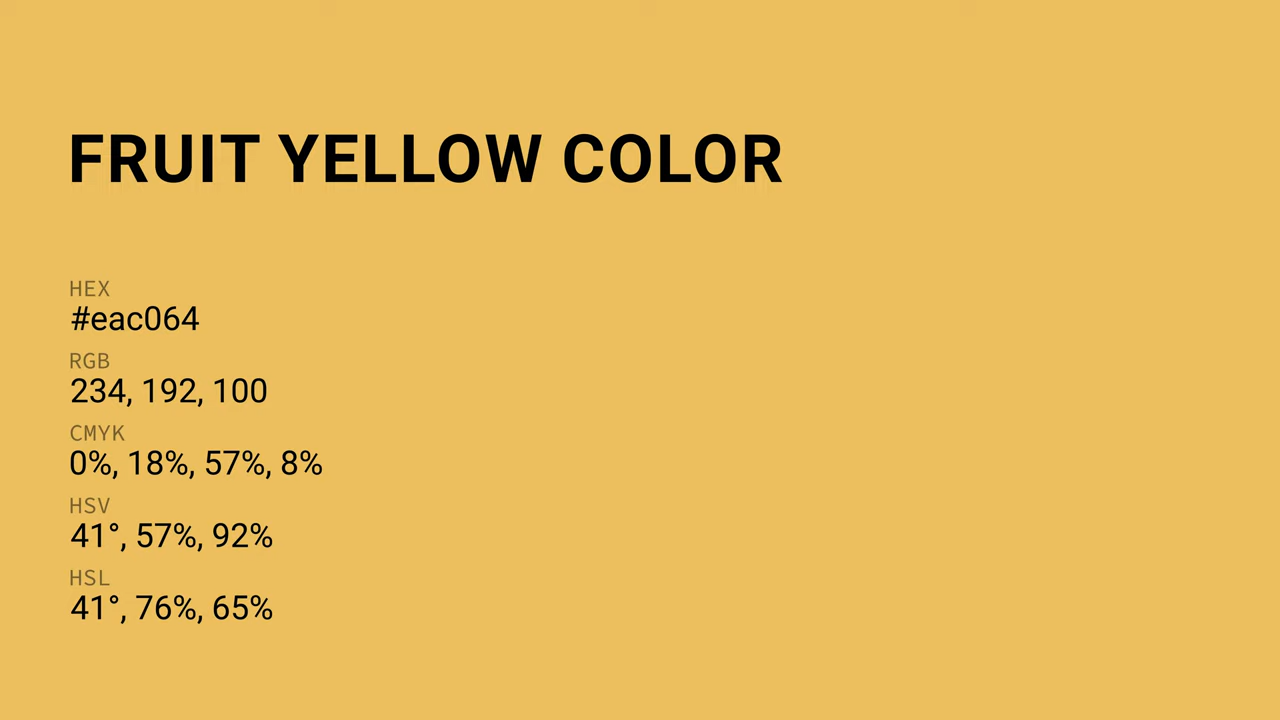 FRUIT YELLOW COLOR
HEX
#eac064
RGB
234, 192, 100
CMYK
0%, 18%, 57%, 8%
HSV
41°, 57%, 92%
HSL
41°, 76%, 65%